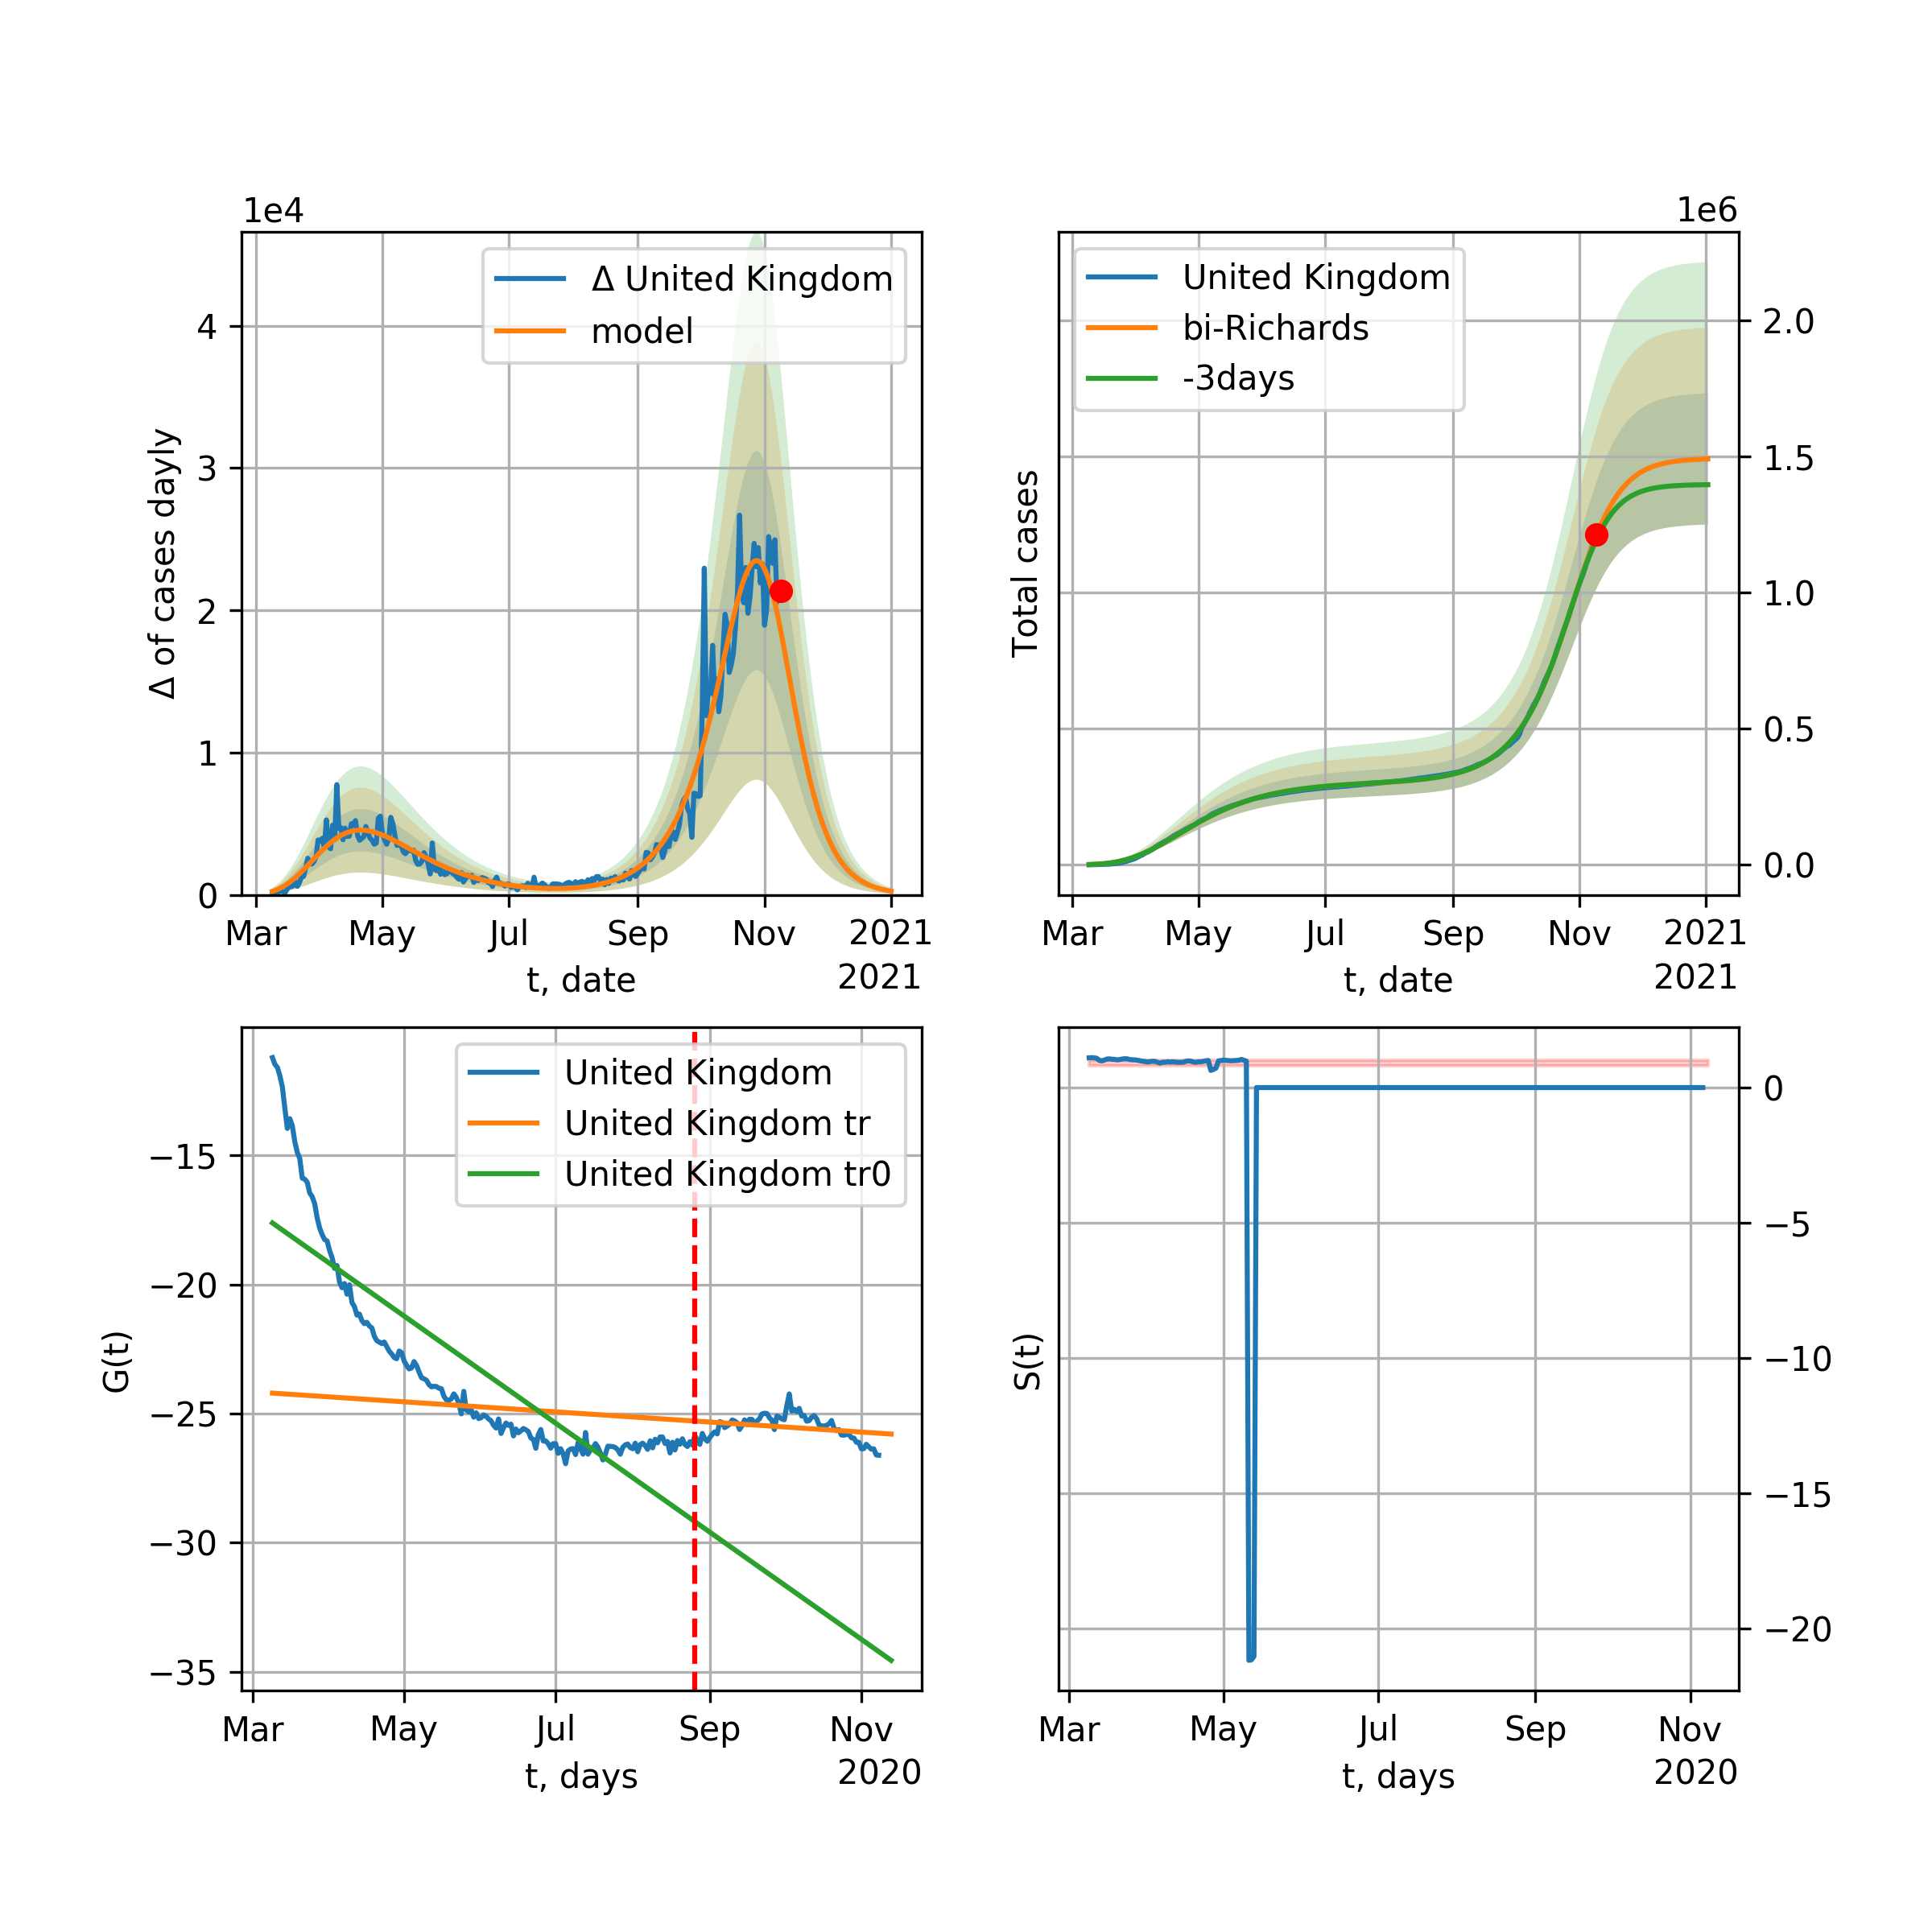 1e4
Δ United Kingdom
model
4
3
2
1
0
Δ of cases dayly
Mar May Jul Sep Nov 2021
t, date 2021
1e6
United Kingdom
bi-Richards
-3days
2.0
1.5
1.0
0.5
0.0
Total cases
Mar May Jul Sep Nov 2021
t, date 2021
United Kingdom
United Kingdom tr
United Kingdom tr0
−15
−20
−25
−30
−35
G(t)
Mar May Jul Sep Nov
t, days 2020
0
−5
−10
−15
−20
S(t)
Mar May Jul Sep Nov
t, days 2020